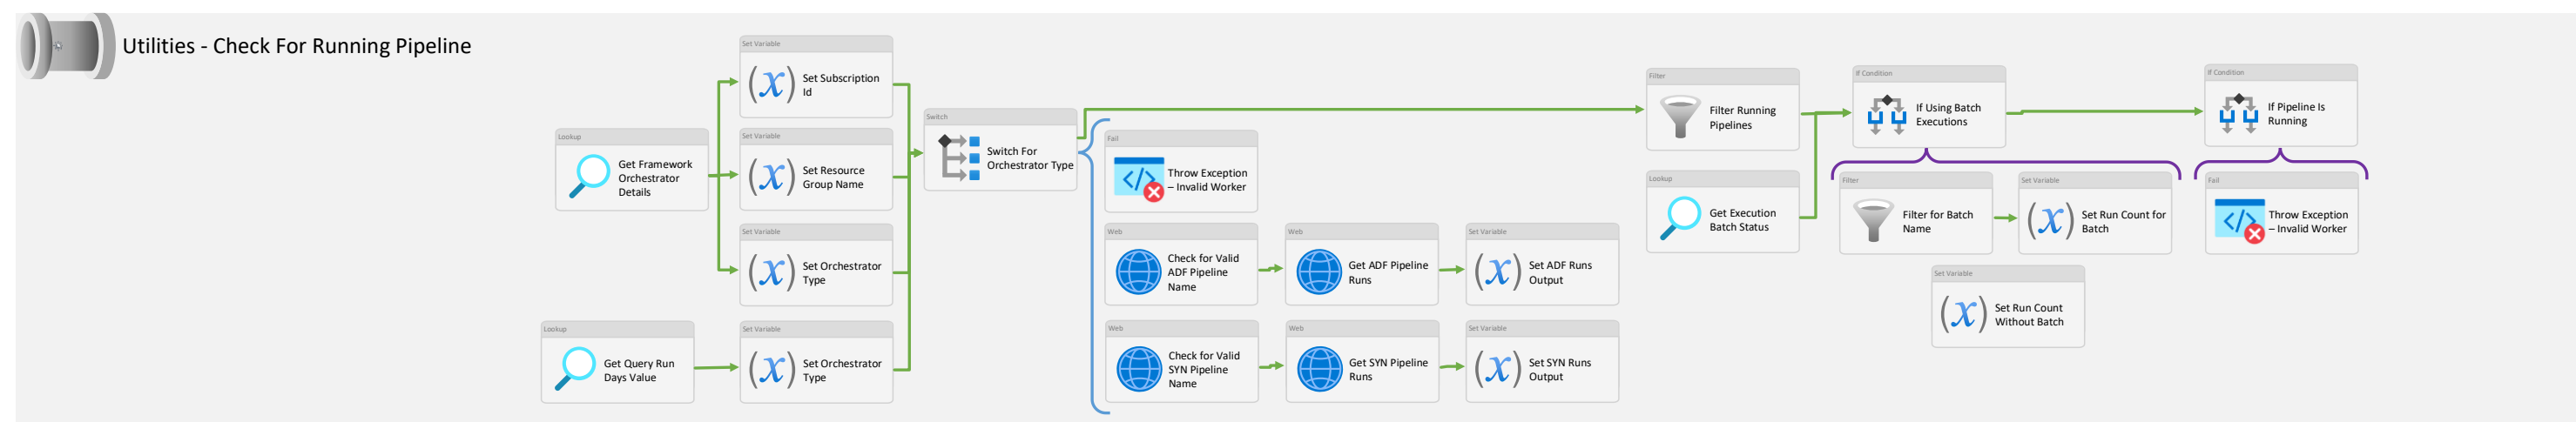 Utilities - Check For Running Pipeline
Lookup
Get Framework
Orchestrator
Details
Lookup
Get Query Run
Days Value
Set Variable
(x)
Set Subscription
Id
Set Variable
(x)
Set Resource
Group Name
Set Variable
(x)
Set Orchestrator
Type
Set Variable
(x)
Set Orchestrator
Type
Switch
Switch For
Orchestrator Type
Fail
</>
Throw Exception
– Invalid Worker
Web
Check for Valid
ADF Pipeline
Name
Web
Get ADF Pipeline
Runs
Set Variable
(x)
Set ADF Runs
Output
Web
Check for Valid
SYN Pipeline
Name
Web
Get SYN Pipeline
Runs
Set Variable
(x)
Set SYN Runs
Output
Filter
Filter Running
Pipelines
Lookup
Get Execution
Batch Status
If Condition
If Using Batch
Executions
Filter
Filter for Batch
Name
Set Variable
(x)
Set Run Count for
Batch
Set Variable
(x)
Set Run Count
Without Batch
If Condition
If Pipeline Is
Running
Fail
</>
Throw Exception
– Invalid Worker